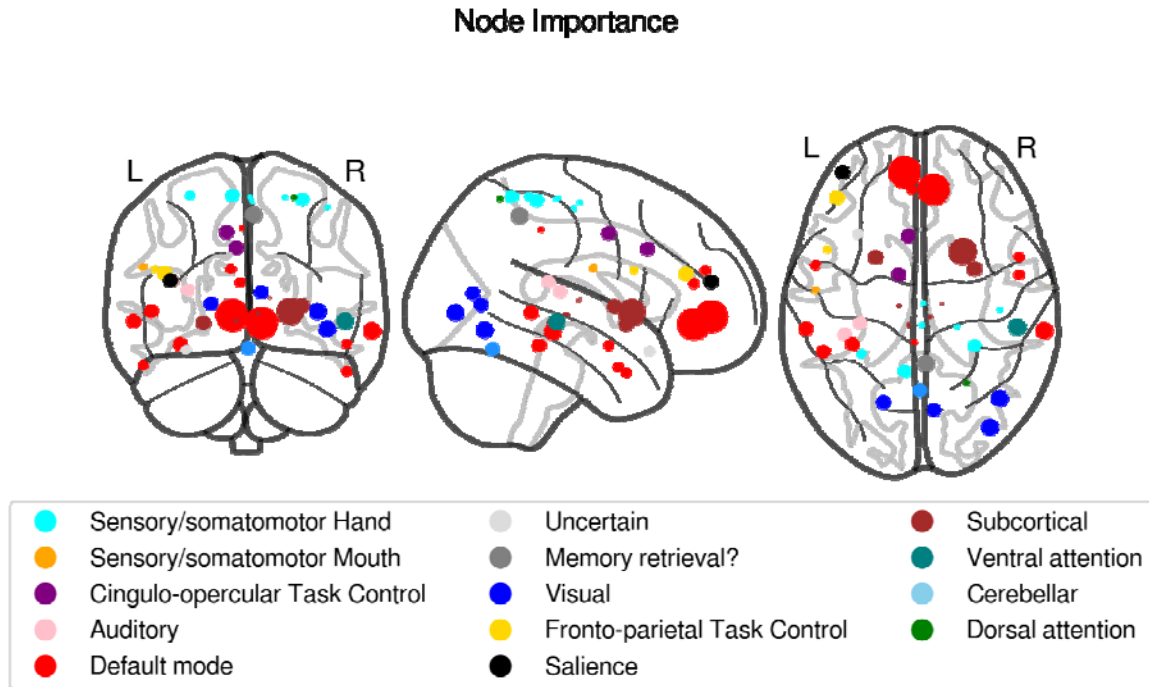 Node Importance
L R
L R
Sensory/somatomotor Hand
Sensory/somatomotor Mouth
Cingulo-opercular Task Control
Auditory
Default mode
Uncertain
Memory retrieval?
Visual
Fronto-parietal Task Control
Salience
Subcortical
Ventral attention
Cerebellar
Dorsal attention